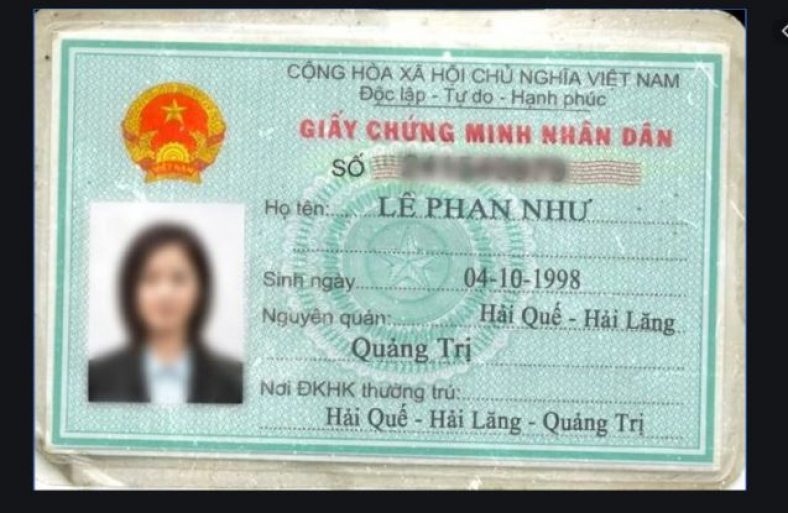 CỘNG HÒA XÃ HỘI CHỦ NGHĨA VIỆT NAM
Độc lập - Tự do - Hạnh phúc
GIẤY CHỨNG MINH NHÂN DÂN
SỐ
Họ tên: LÊ PHAN NHƯ
Sinh ngày 04-10-1998
Nguyên quán: Hải Quế - Hải Lăng
Quảng Trị
Nơi ĐKHK thường trú:
Hải Quế - Hải Lăng - Quảng Trị
VIỆT NAM